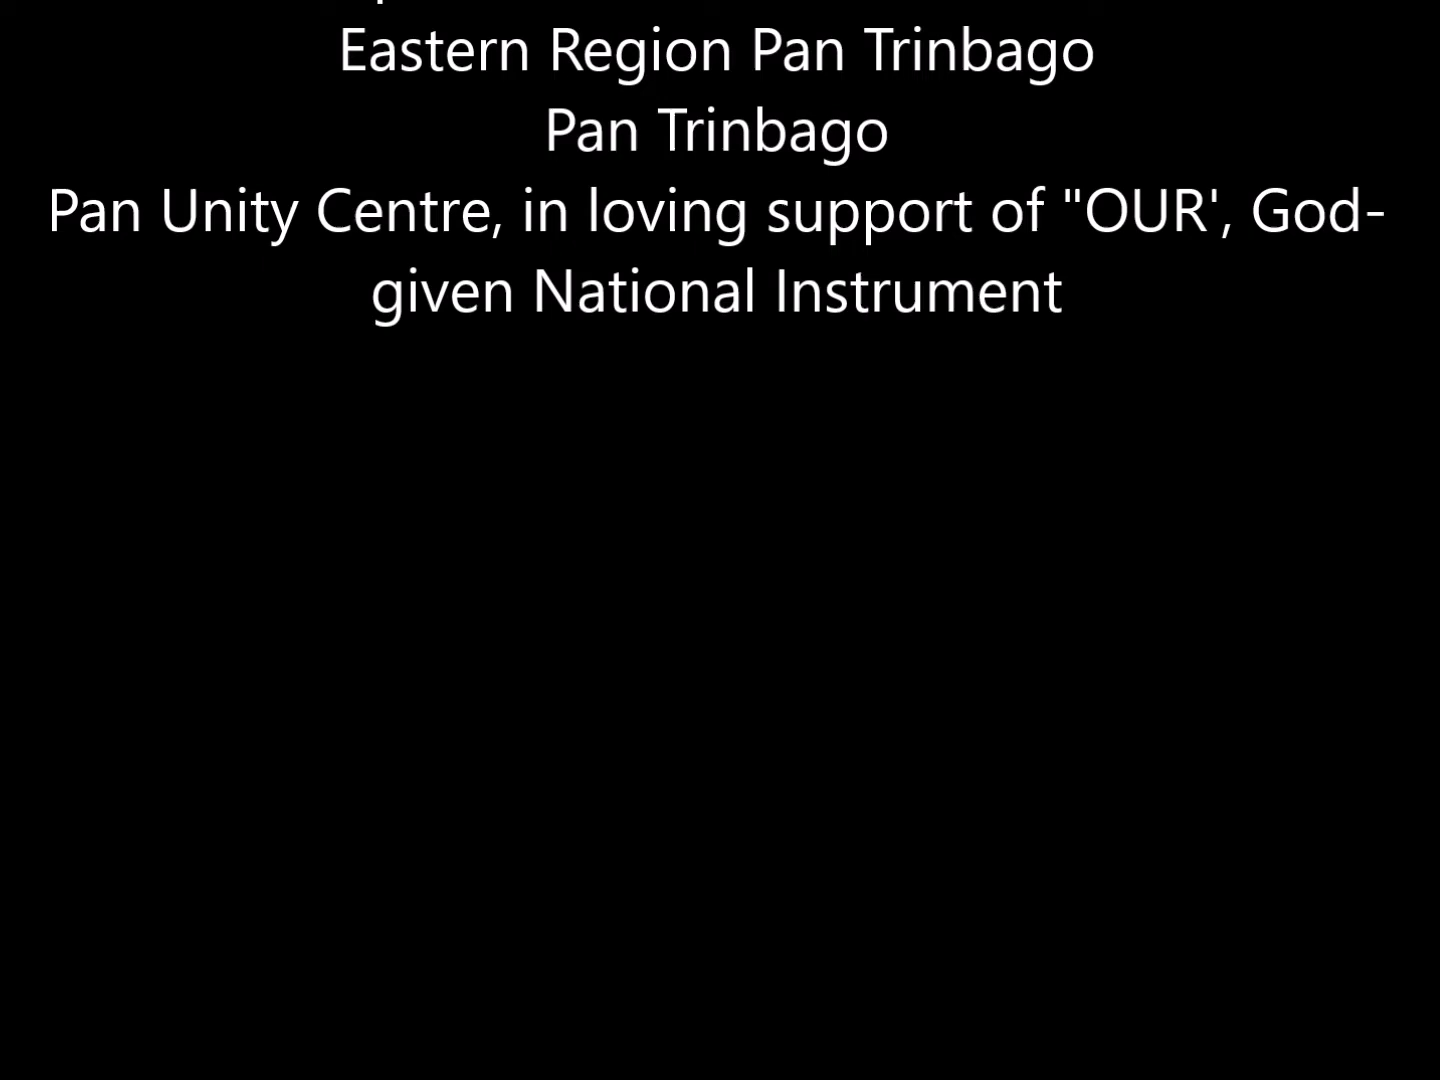 Eastern Region Pan Trinbago
Pan Trinbago
Pan Unity Centre, in loving support of "OUR', God-
given National Instrument